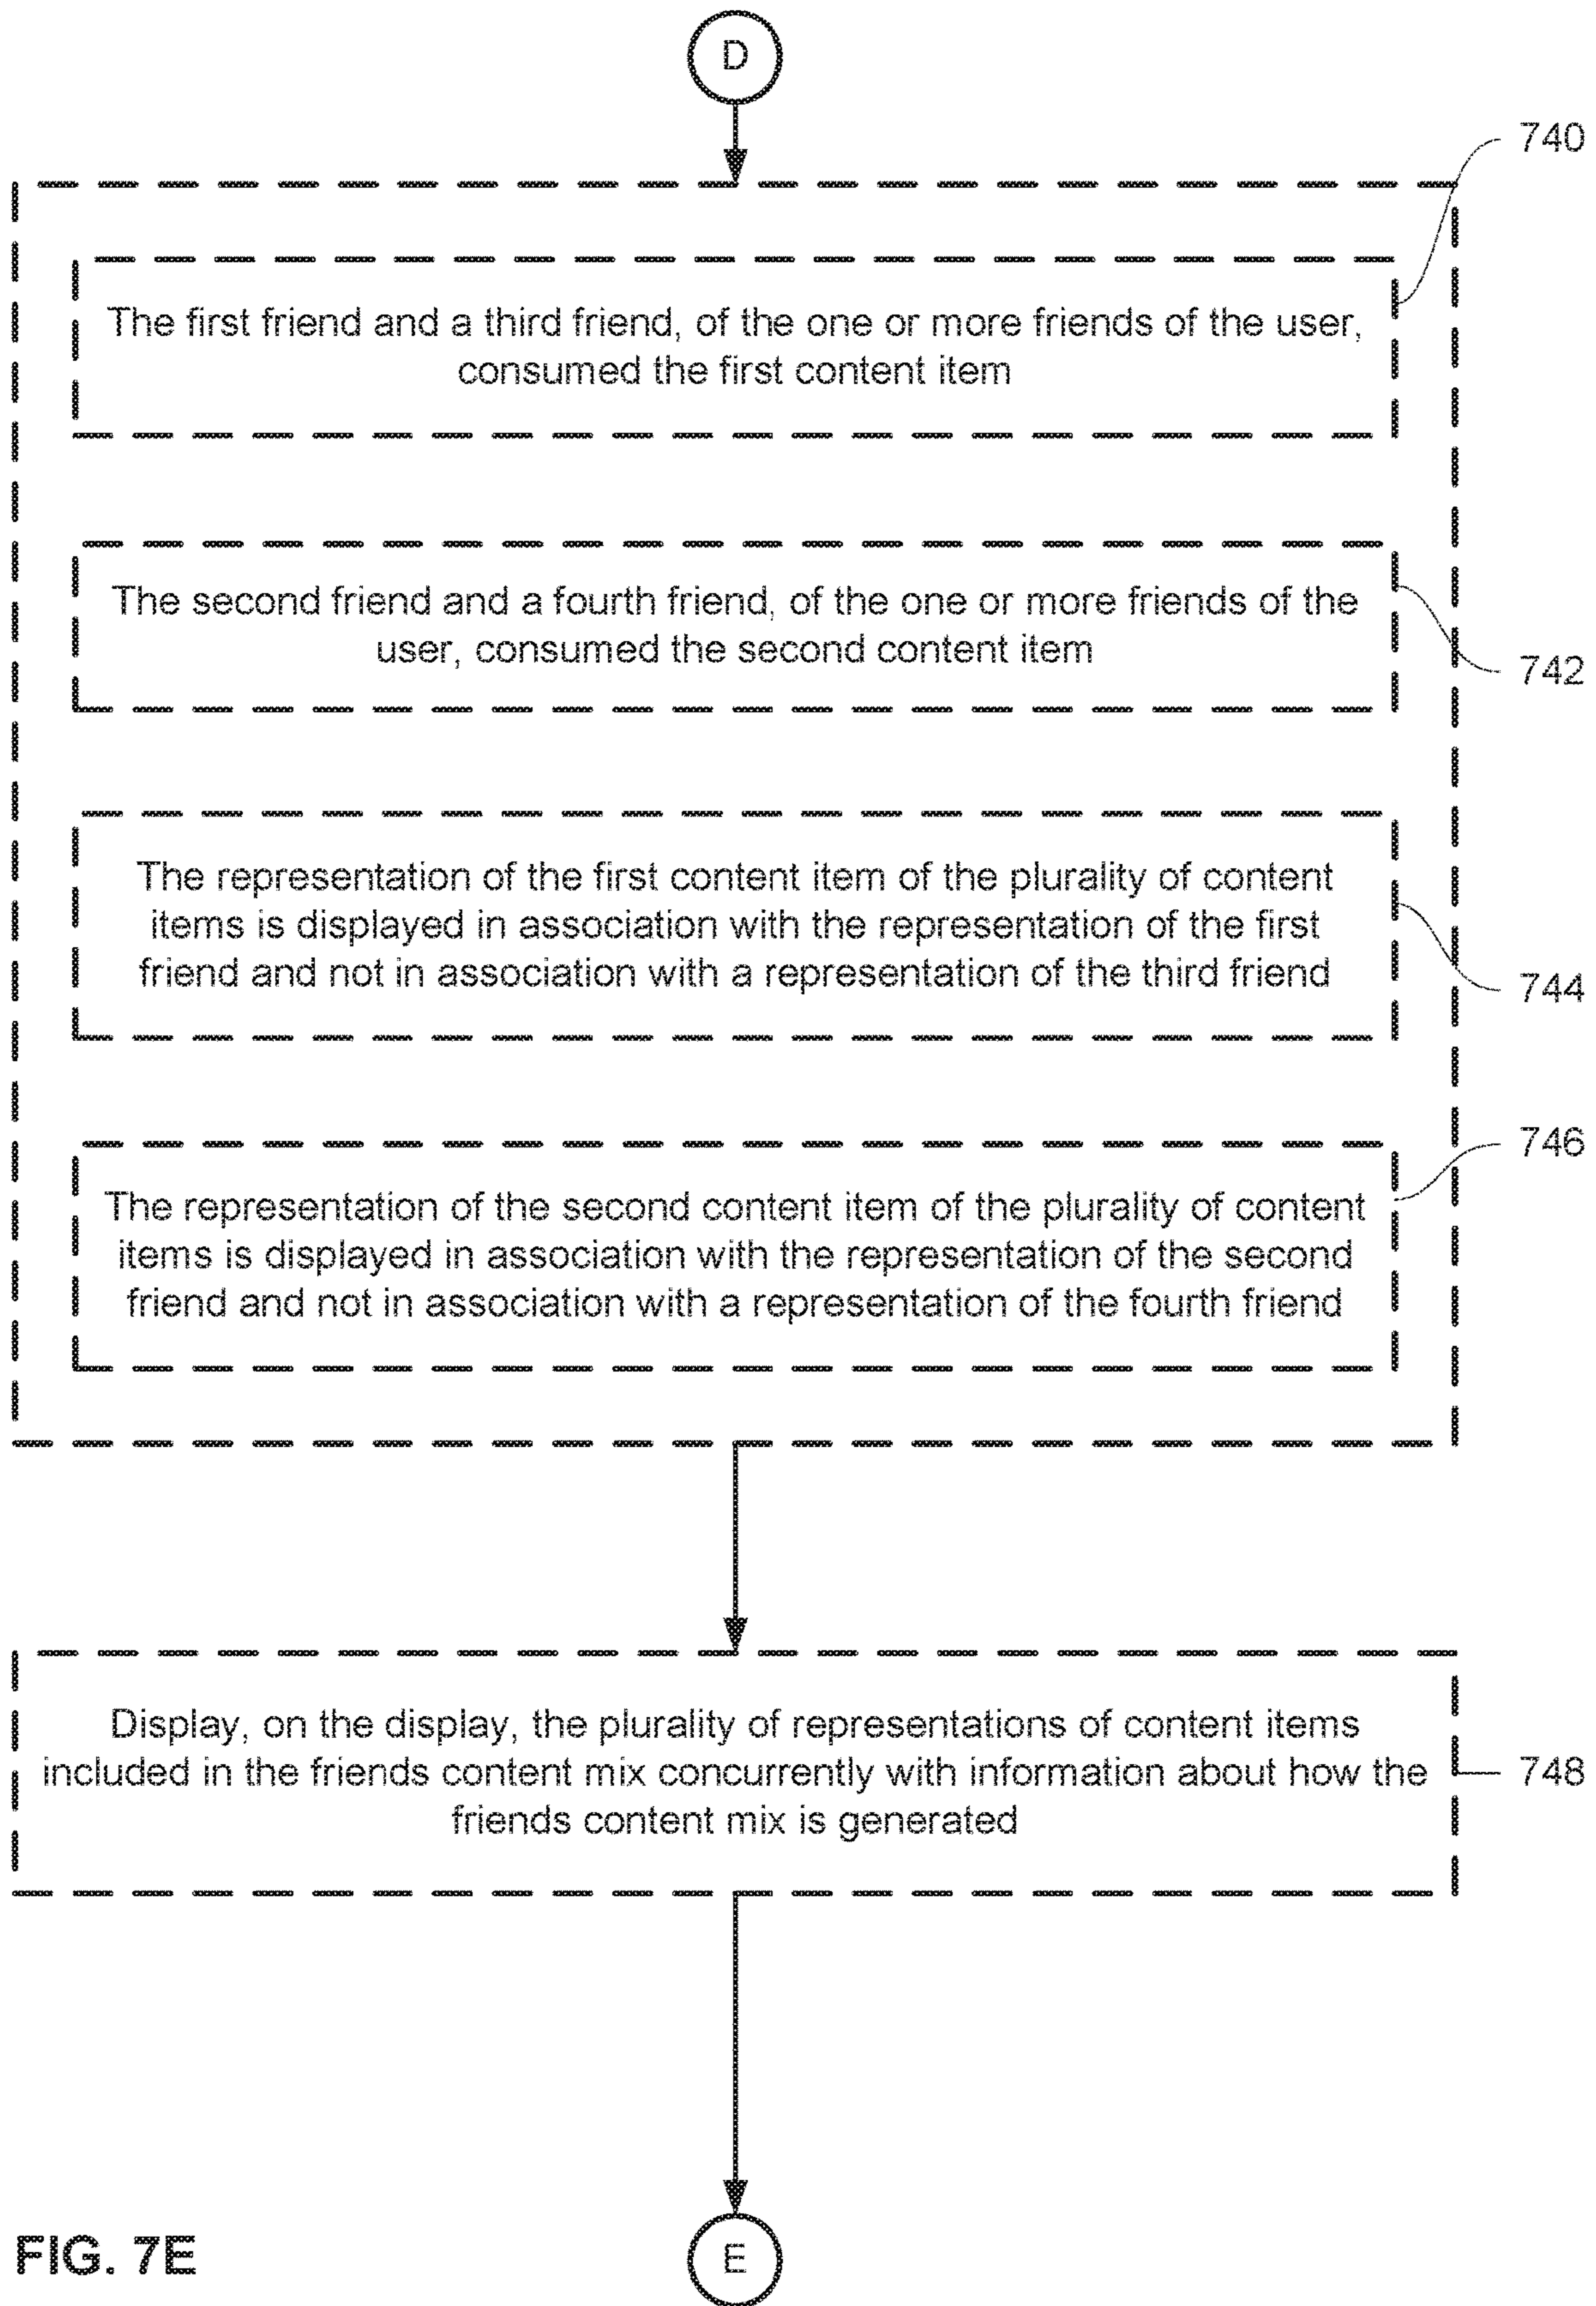 D
740
The first friend and a third friend, of the one or more friends of the user,
consumed the first content item
The second friend and a fourth friend, of the one or more friends of the
user, consumed the second content item
742
The representation of the first content item of the plurality of content
items is displayed in association with the representation of the first
friend and not in association with a representation of the third friend
744
746
The representation of the second content item of the plurality of content
items is displayed in association with the representation of the second
friend and not in association with a representation of the fourth friend
Display, on the display, the plurality of representations of content items
included in the friends content mix concurrently with information about how the
friends content mix is generated
748
FIG. 7E
E